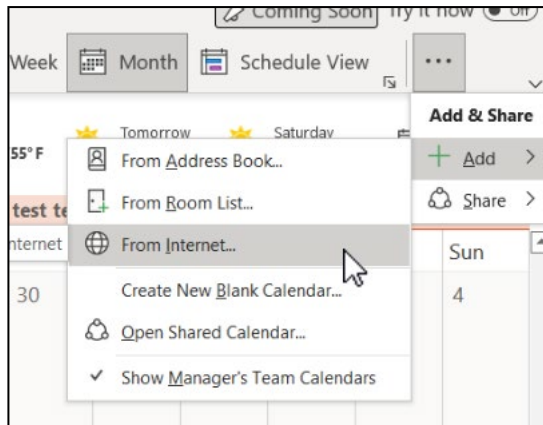 Coming Soon Try it now Off
Week Month Schedule View ...
Add & Share
Tomorrow Saturday
55°F
From Address Book...
Add >
From Room List...
Share >
test te
nternet
From Internet...
Sun
30
Create New Blank Calendar...
4
Open Shared Calendar...
Show Manager's Team Calendars